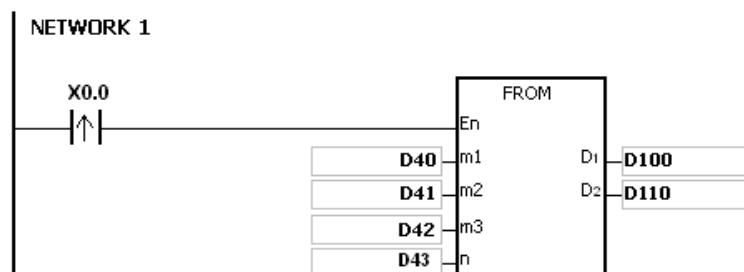 NETWORK 1
X0.0
FROM
En
D40 m1 D1 D100
D41 m2 D2 D110
D42 m3
D43 n